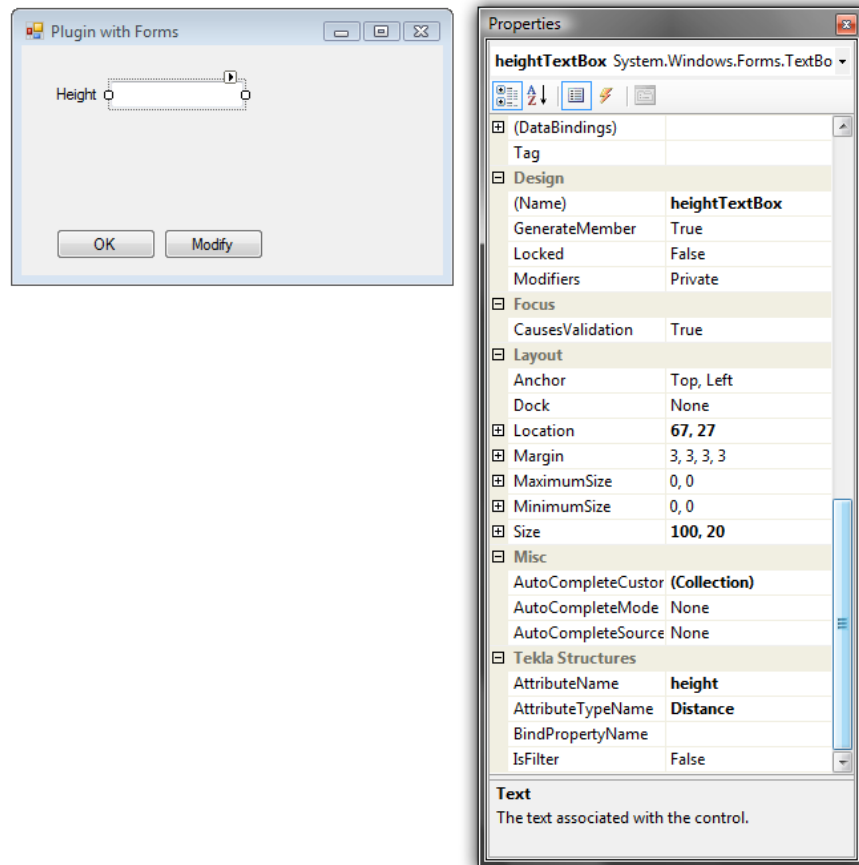 Plugin with Forms
Height
OK Modify
Properties
heightTextBox System.Windows.Forms.TextBo
(DataBindings)
Tag
Design
(Name) heightTextBox
GenerateMember True
Locked False
Modifiers Private
Focus
CausesValidation True
Layout
Anchor Top, Left
Dock None
Location 67, 27
Margin 3, 3, 3, 3
MaximumSize 0, 0
MinimumSize 0, 0
Size 100, 20
Misc
AutoCompleteCustor (Collection)
AutoCompleteMode None
AutoCompleteSource None
Tekla Structures
AttributeName height
AttributeTypeName Distance
BindPropertyName
IsFilter False
Text
The text associated with the control.